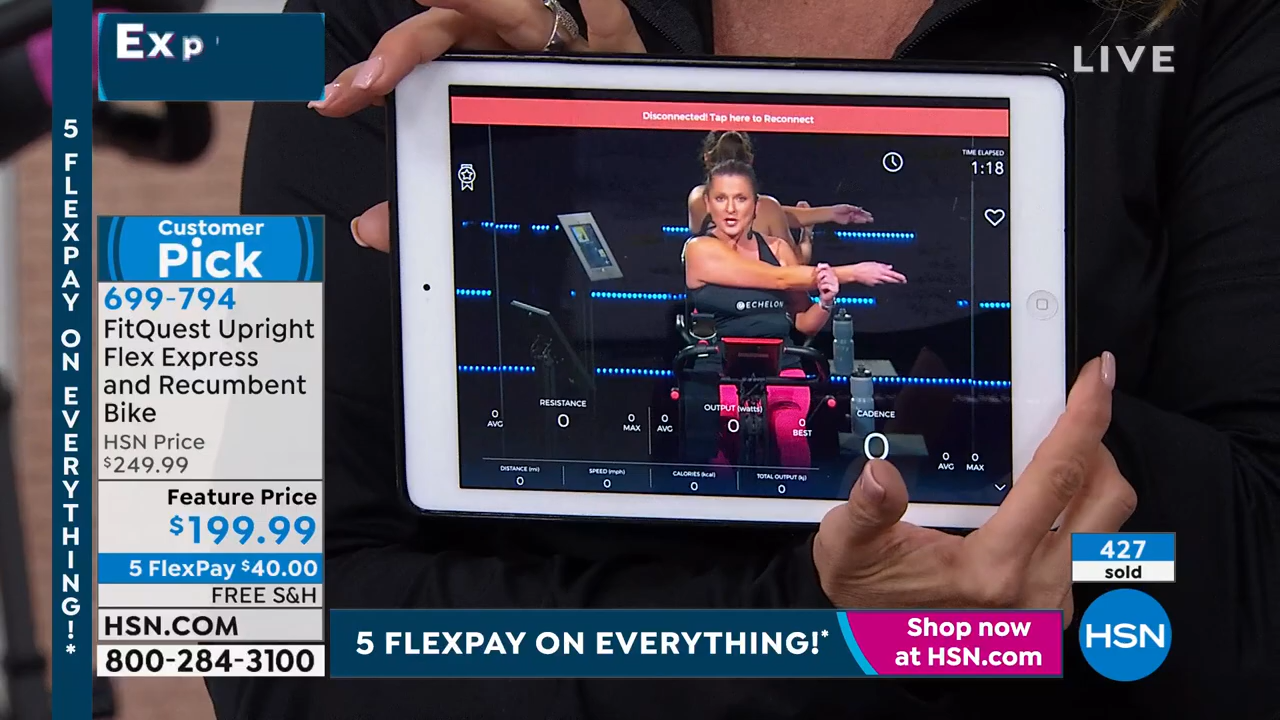 Exp
LIVE
5 FLEXPAY ON EVERYTHING!*
Customer
Pick
699-794
FitQuest Upright
Flex Express
and Recumbent
Bike
HSN Price
$249.99
Feature Price
$199.99
5 FlexPay $40.00
FREE S&H
HSN.COM
800-284-3100
Disconnected! Tap here to Reconnect
TIME ELAPSED
1:18
ECHELON
RESISTANCE
0
0
AVG
0
MAX
OUTPUT (watts)
0
0
AVG
0
BEST
CADENCE
0
0
AVG
0
MAX
DISTANCE (mi)
0
SPEED (mph)
0
CALORIES (kcal)
0
TOTAL OUTPUT (kj)
0
427
sold
5 FLEXPAY ON EVERYTHING!*
Shop now
at HSN.com
HSN